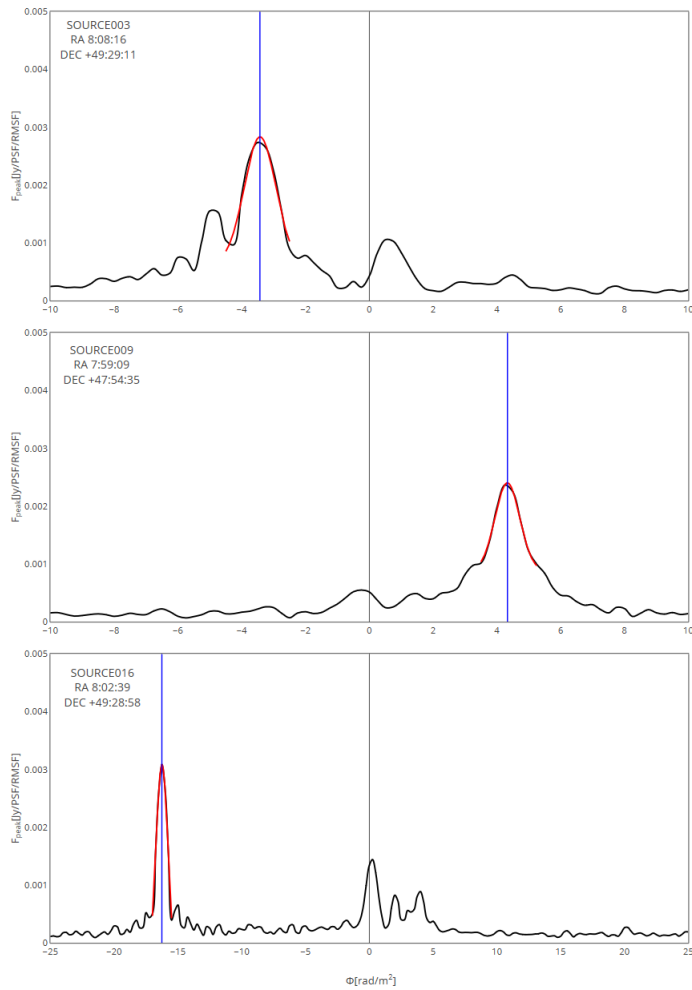 0.005
SOURCE003
RA 8:08:16
DEC +49:29:11
0.004
0.003
0.002
0.001
0
F_peak[Jy/PSF/RMSF]
−10 −8 −6 −4 −2 0 2 4 6 8 10
0.005
SOURCE009
RA 7:59:09
DEC +47:54:35
0.004
0.003
0.002
0.001
0
F_peak[Jy/PSF/RMSF]
−10 −8 −6 −4 −2 0 2 4 6 8 10
0.005
SOURCE016
RA 8:02:39
DEC +49:28:58
0.004
0.003
0.002
0.001
0
F_peak[Jy/PSF/RMSF]
−25 −20 −15 −10 −5 0 5 10 15 20 25
Φ[rad/m²]